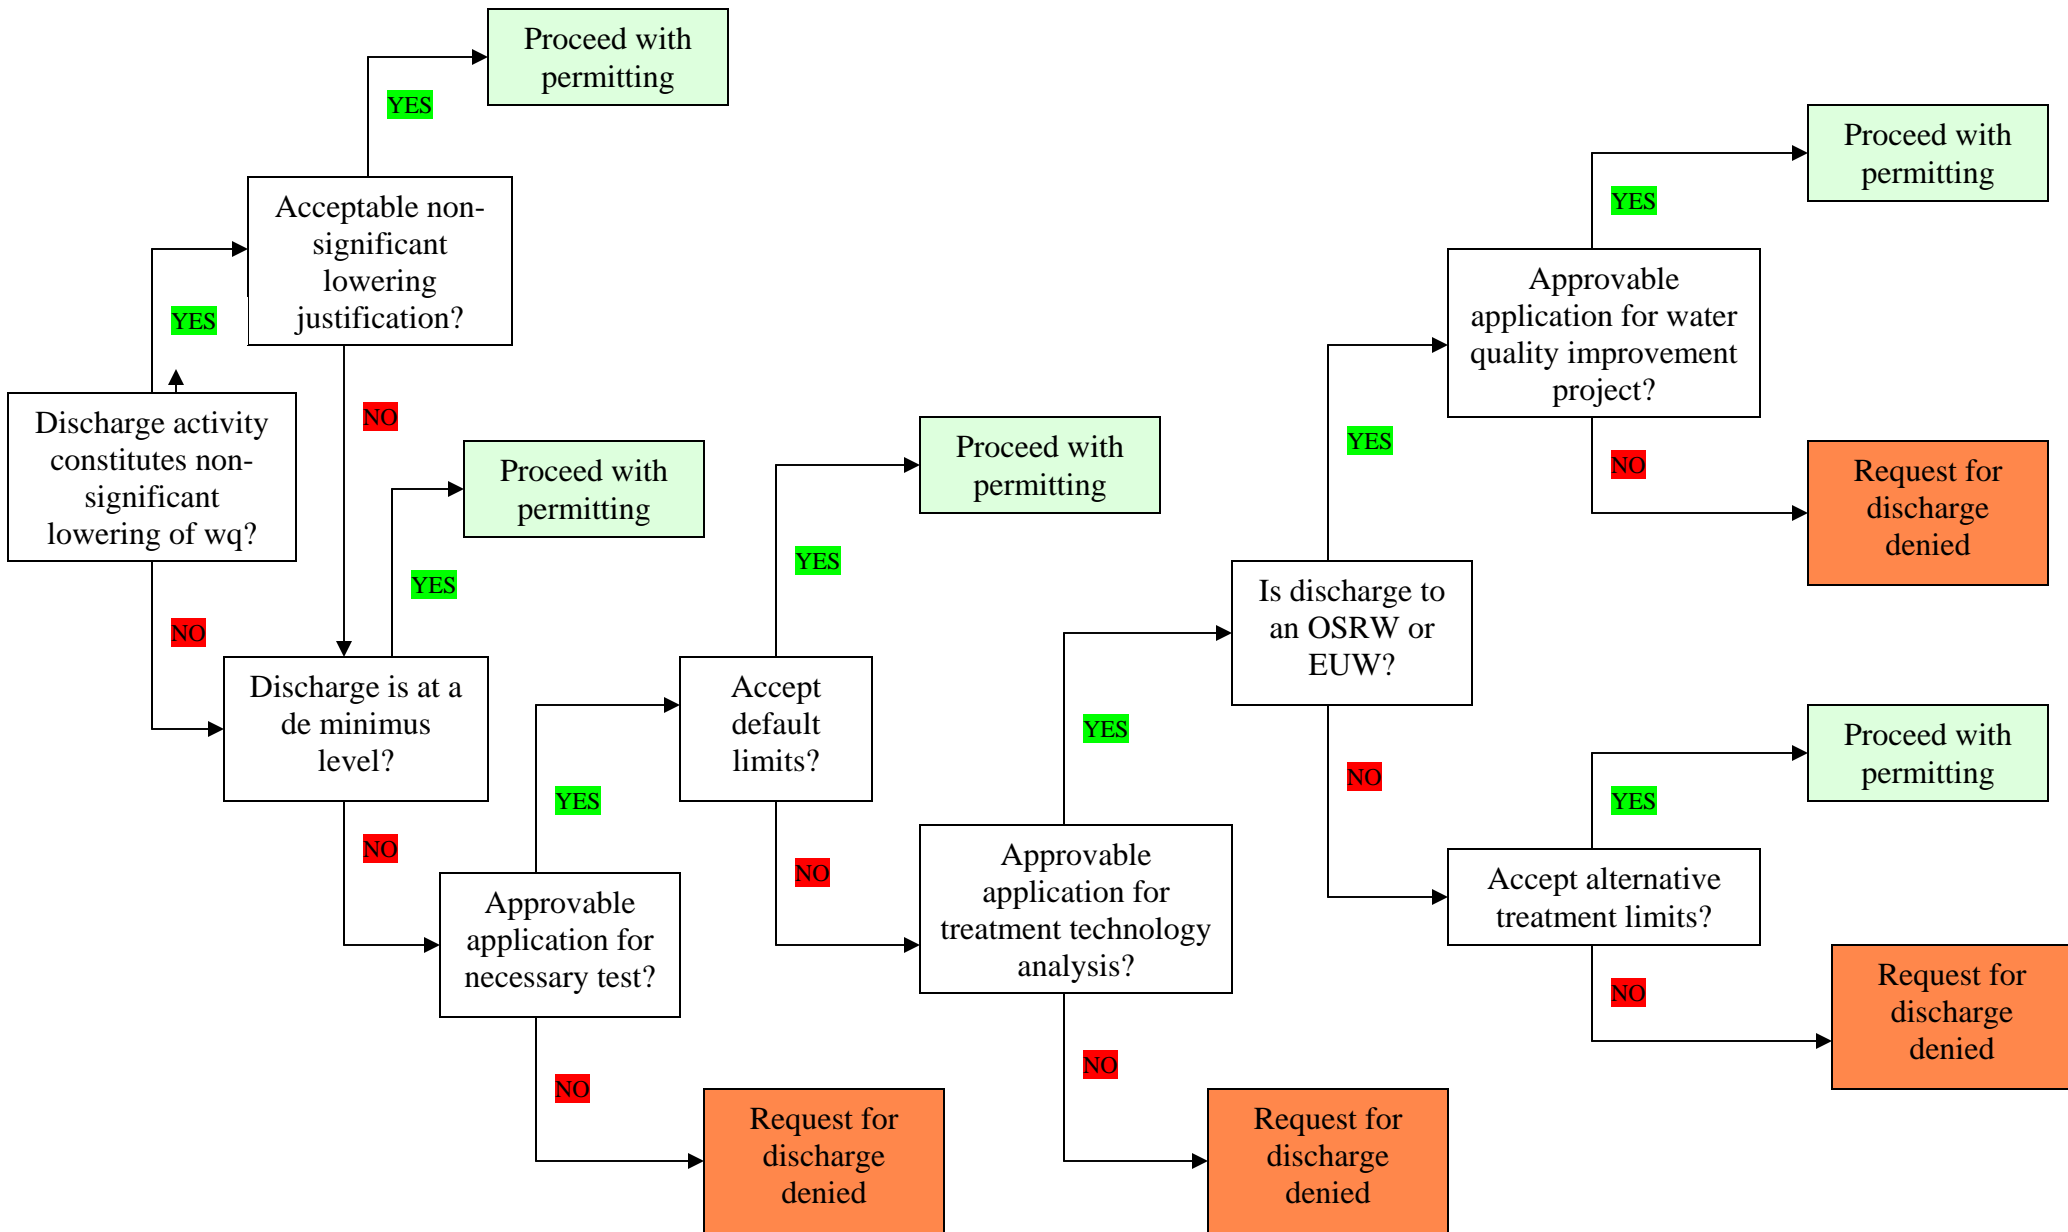 Proceed with
permitting
YES
Acceptable non-
significant
lowering
justification?
YES
NO
Discharge activity
constitutes non-
significant
lowering of wq?
NO
Proceed with
permitting
YES
Discharge is at a
de minimus
level?
NO
Approvable
application for
necessary test?
YES
NO
Request for
discharge
denied
Accept
default
limits?
YES
Proceed with
permitting
NO
Approvable
application for
treatment technology
analysis?
YES
NO
Request for
discharge
denied
Is discharge to
an OSRW or
EUW?
YES
NO
Approvable
application for water
quality improvement
project?
YES
Proceed with
permitting
NO
Request for
discharge
denied
Accept alternative
treatment limits?
YES
Proceed with
permitting
NO
Request for
discharge
denied